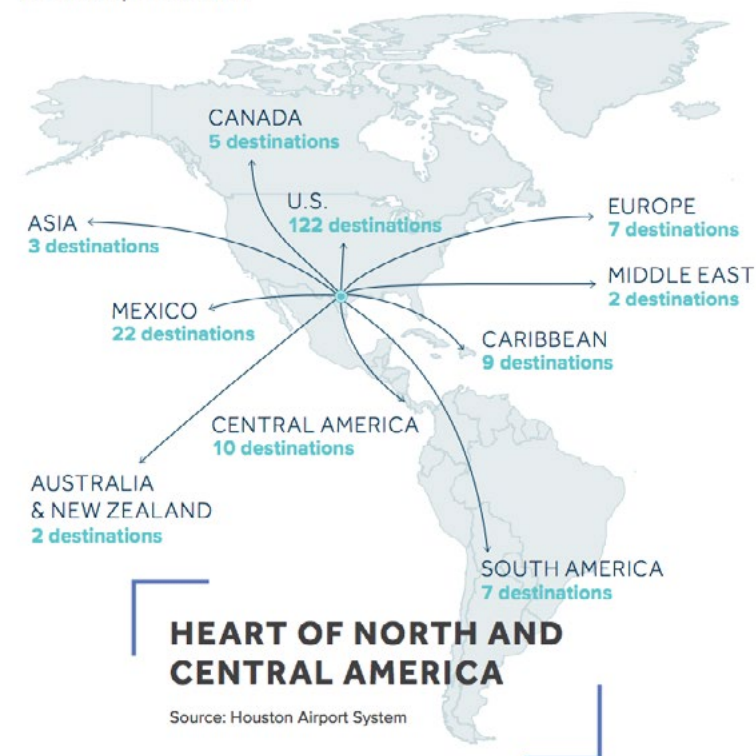 CANADA
5 destinations
U.S.
122 destinations
ASIA
3 destinations
EUROPE
7 destinations
MIDDLE EAST
2 destinations
MEXICO
22 destinations
CARIBBEAN
9 destinations
CENTRAL AMERICA
10 destinations
AUSTRALIA
& NEW ZEALAND
2 destinations
SOUTH AMERICA
7 destinations
HEART OF NORTH AND
CENTRAL AMERICA
Source: Houston Airport System